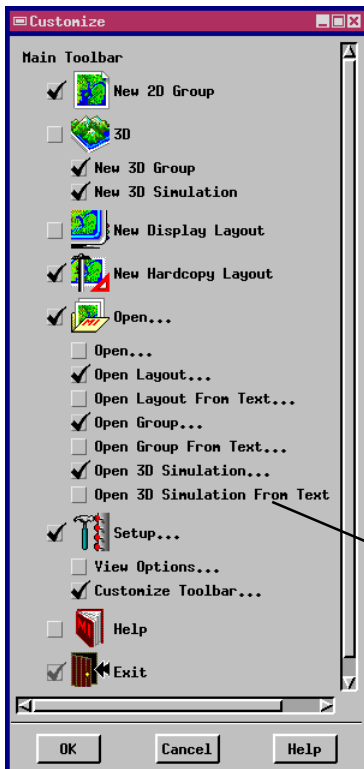 Customize
Main Toolbar
New 2D Group
3D
New 3D Group
New 3D Simulation
New Display Layout
New Hardcopy Layout
Open...
Open...
Open Layout...
Open Layout From Text...
Open Group...
Open Group From Text...
Open 3D Simulation...
Open 3D Simulation From Text
Setup...
View Options...
Customize Toolbar...
Help
Exit
OK Cancel Help